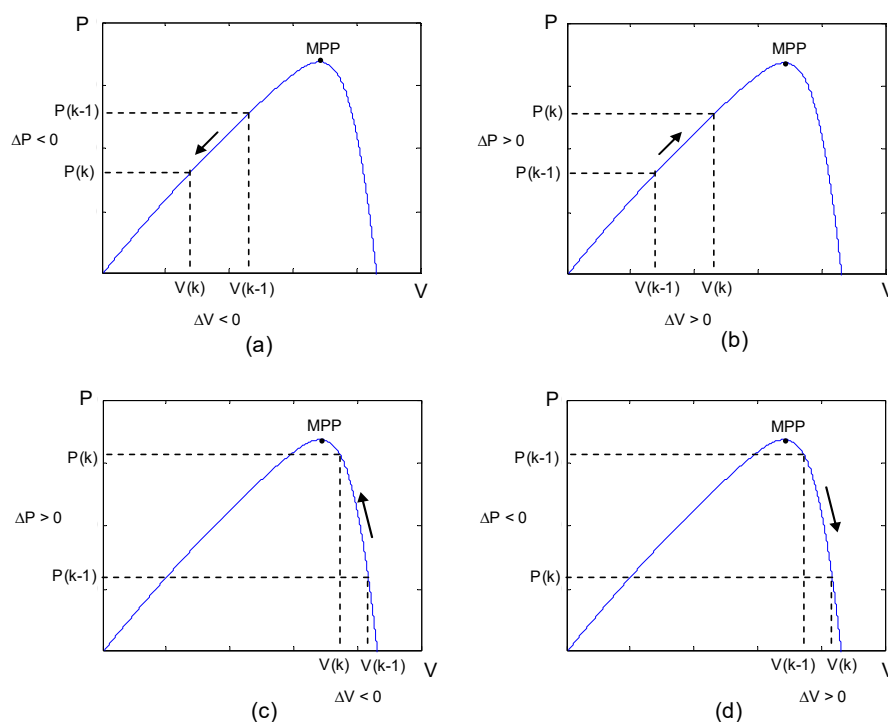 P
MPP
P(k-1)
ΔP < 0
P(k)
V(k)
V(k-1)
V
ΔV < 0
(a)
P
MPP
P(k)
ΔP > 0
P(k-1)
V(k-1)
V(k)
V
ΔV > 0
(b)
P
MPP
P(k)
ΔP > 0
P(k-1)
V(k)
V(k-1)
V
ΔV < 0
(c)
P
MPP
P(k-1)
ΔP < 0
P(k)
V(k-1)
V(k)
V
ΔV > 0
(d)